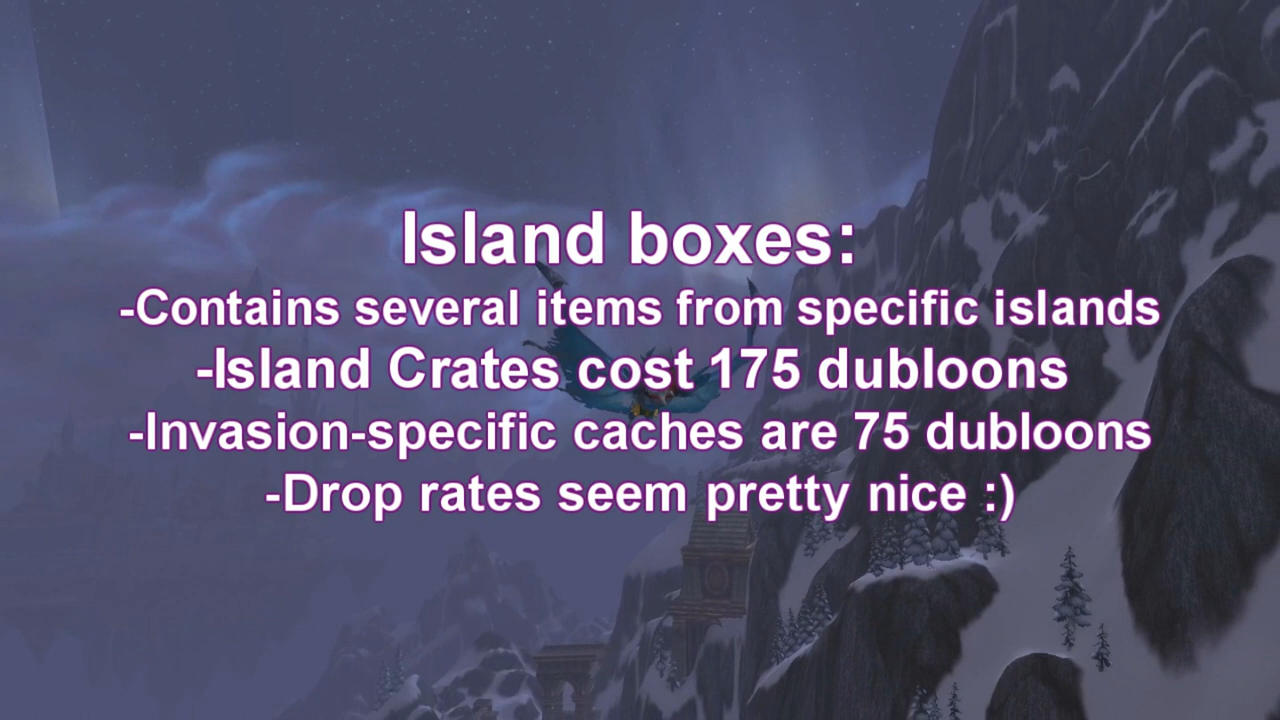 Island boxes:
-Contains several items from specific islands
-Island Crates cost 175 dubloons
-Invasion-specific caches are 75 dubloons
-Drop rates seem pretty nice :)